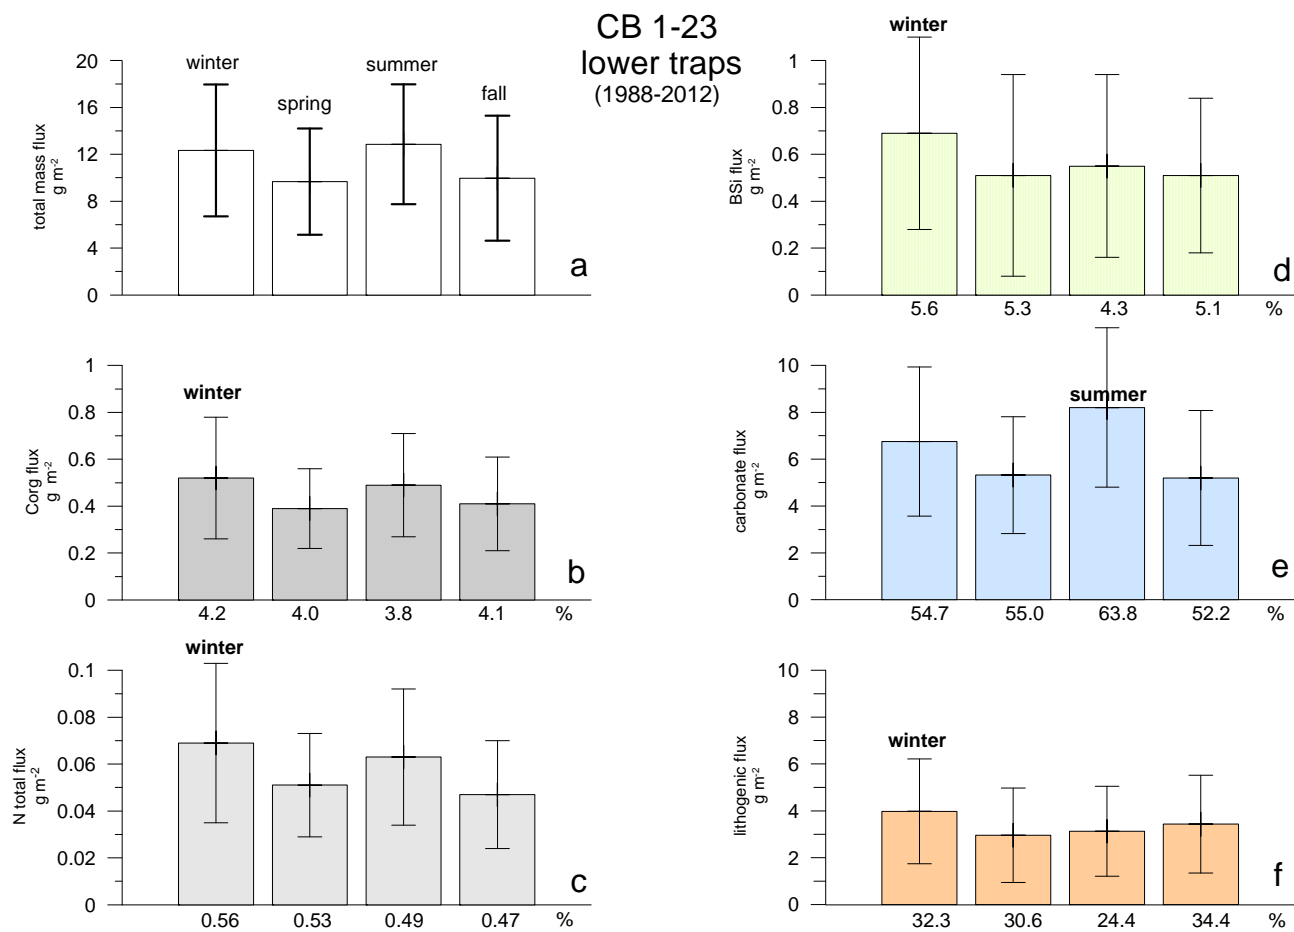 CB 1-23
lower traps
(1988-2012)
20
16
12
8
4
0
total mass flux
g m-2
winter
spring
summer
fall
a
1
0.8
0.6
0.4
0.2
0
Corg flux
g m-2
winter
b
4.2 4.0 3.8 4.1 %
0.1
0.08
0.06
0.04
0.02
0
N total flux
g m-2
winter
c
0.56 0.53 0.49 0.47 %
1
0.8
0.6
0.4
0.2
0
BSi flux
g m-2
winter
d
5.6 5.3 4.3 5.1 %
10
8
6
4
2
0
carbonate flux
g m-2
summer
e
54.7 55.0 63.8 52.2 %
10
8
6
4
2
0
lithogenic flux
g m-2
winter
f
32.3 30.6 24.4 34.4 %